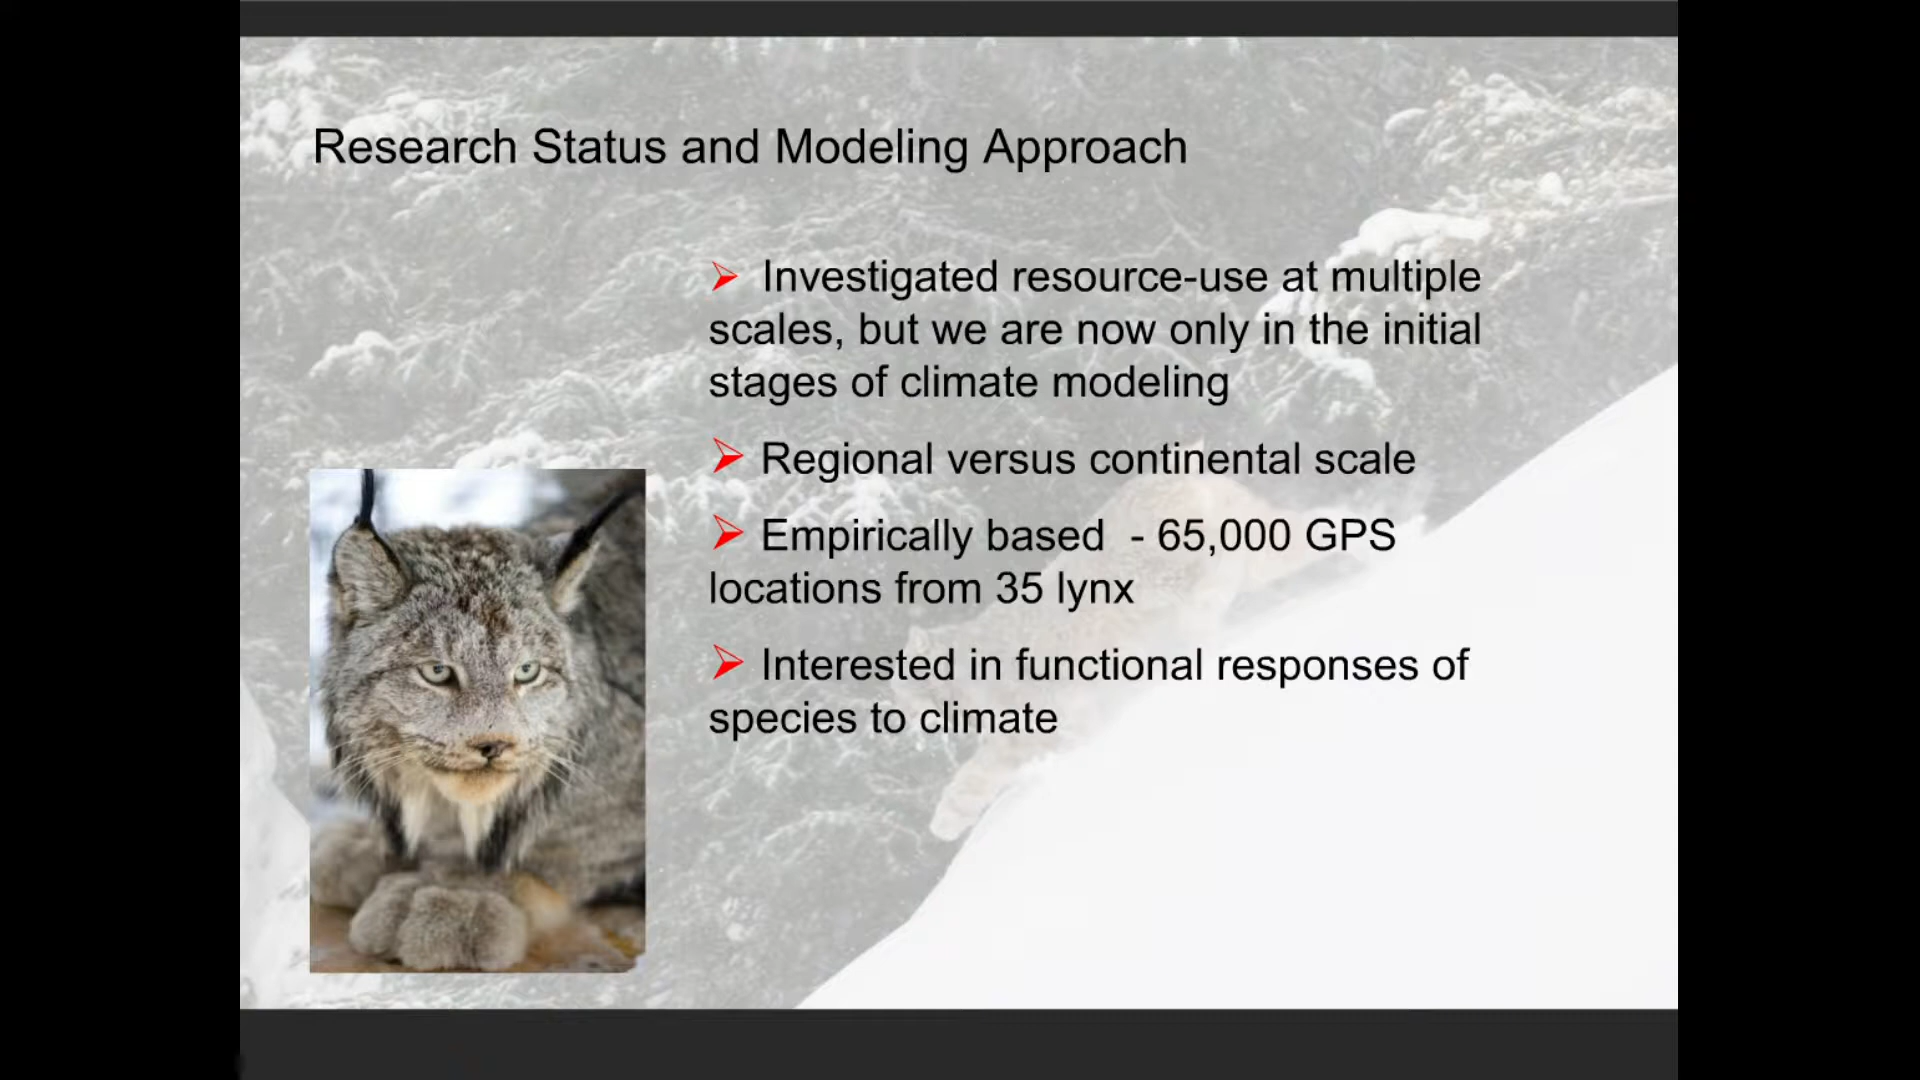 Research Status and Modeling Approach
Investigated resource-use at multiple
scales, but we are now only in the initial
stages of climate modeling
Regional versus continental scale
Empirically based - 65,000 GPS
locations from 35 lynx
Interested in functional responses of
species to climate